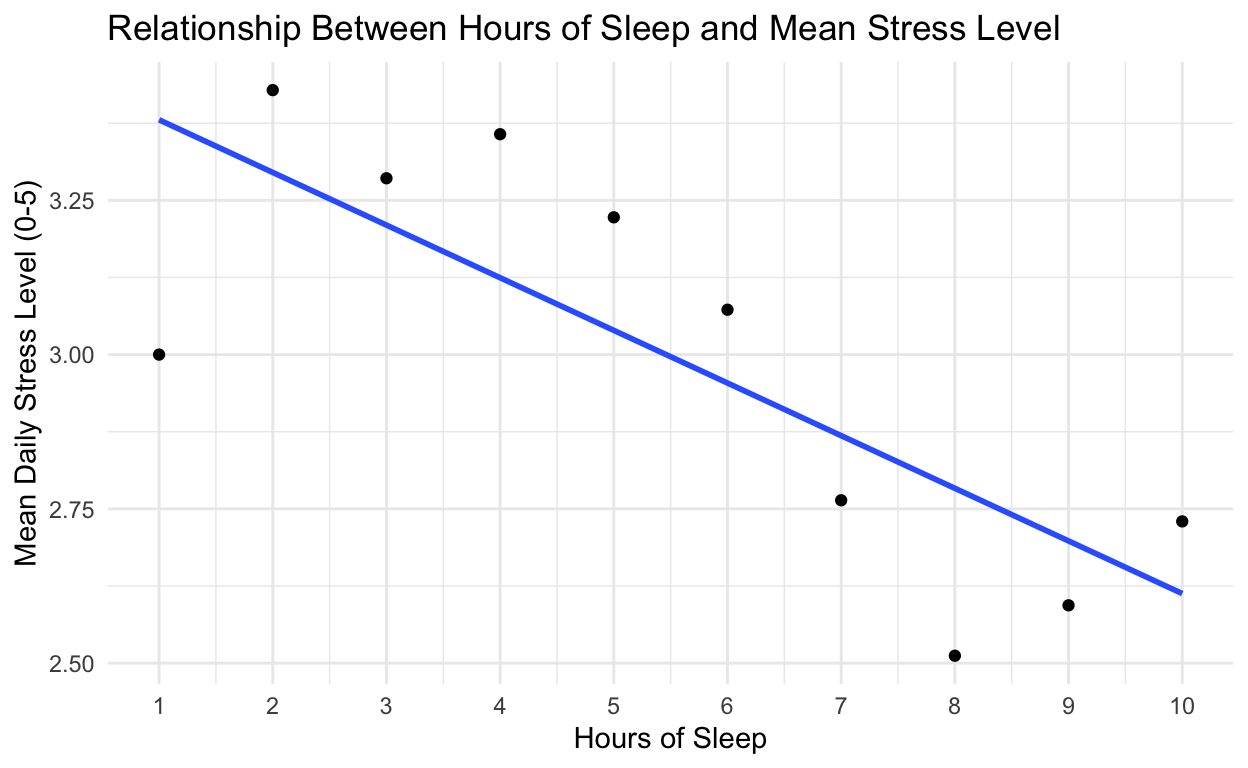 Relationship Between Hours of Sleep and Mean Stress Level
Mean Daily Stress Level (0-5)
3.25
3.00
2.75
2.50
1 2 3 4 5 6 7 8 9 10
Hours of Sleep